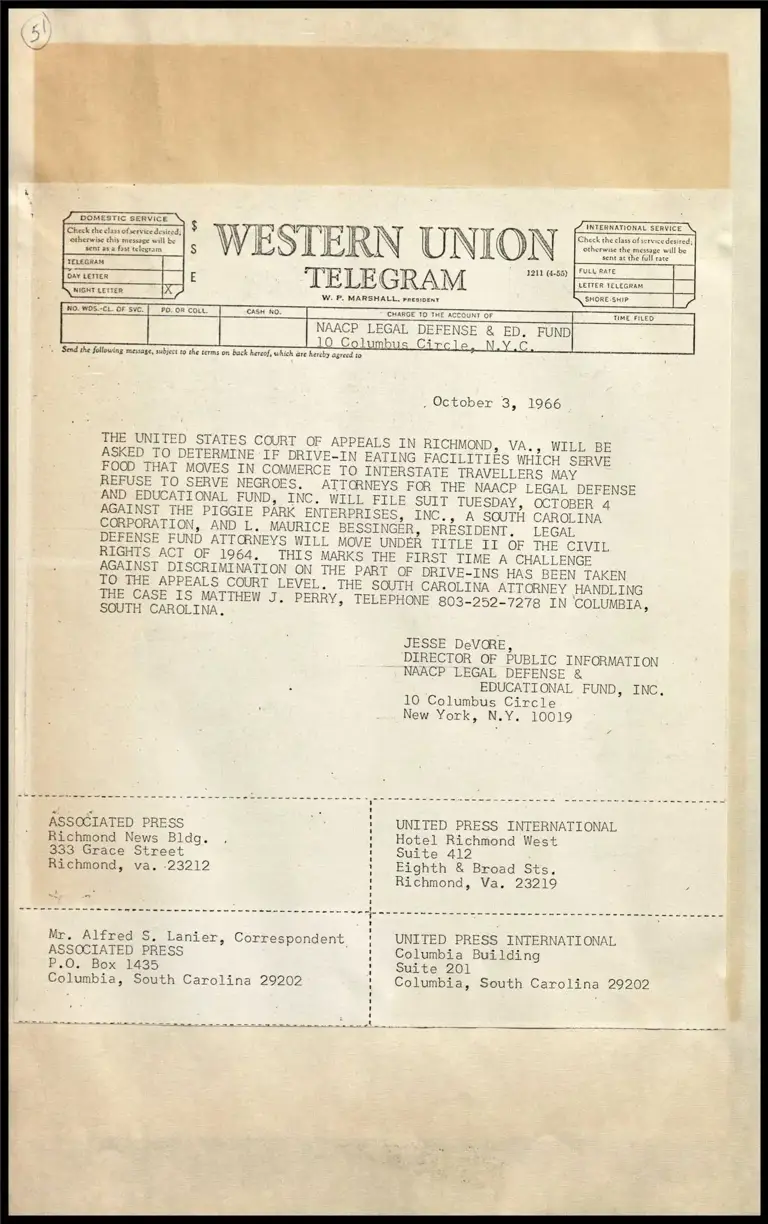 51
DOMESTIC SERVICE
Check the class of service desired;
otherwise this message will be
sent as a fast telegram
TELEGRAM
DAY LETTER
NIGHT LETTER X
$
S
E
WESTERN UNION
TELEGRAM
1211 (4-55)
W. P. MARSHALL, PRESIDENT
INTERNATIONAL SERVICE
Check the class of service desired;
otherwise the message will be
sent at the full rate
FULL RATE
LETTER TELEGRAM
SHORE-SHIP
NO. WDS.-CL. OF SVC. PD. OR COLL. CASH NO. CHARGE TO THE ACCOUNT OF TIME FILED
NAACP LEGAL DEFENSE & ED. FUND
10 Columbus Circle, N.Y.C.
Send the following message, subject to the terms on back hereof, which are hereby agreed to
October 3, 1966
THE UNITED STATES COURT OF APPEALS IN RICHMOND, VA., WILL BE
ASKED TO DETERMINE IF DRIVE-IN EATING FACILITIES WHICH SERVE
FOOD THAT MOVES IN COMMERCE TO INTERSTATE TRAVELLERS MAY
REFUSE TO SERVE NEGROES. ATTORNEYS FOR THE NAACP LEGAL DEFENSE
AND EDUCATIONAL FUND, INC. WILL FILE SUIT TUESDAY, OCTOBER 4
AGAINST THE PIGGIE PARK ENTERPRISES, INC., A SOUTH CAROLINA
CORPORATION, AND L. MAURICE BESSINGER, PRESIDENT. LEGAL
DEFENSE FUND ATTORNEYS WILL MOVE UNDER TITLE II OF THE CIVIL
RIGHTS ACT OF 1964. THIS MARKS THE FIRST TIME A CHALLENGE
AGAINST DISCRIMINATION ON THE PART OF DRIVE-INS HAS BEEN TAKEN
TO THE APPEALS COURT LEVEL. THE SOUTH CAROLINA ATTORNEY HANDLING
THE CASE IS MATTHEW J. PERRY, TELEPHONE 803-252-7278 IN COLUMBIA,
SOUTH CAROLINA.
JESSE DeVORE,
DIRECTOR OF PUBLIC INFORMATION
NAACP LEGAL DEFENSE &
EDUCATIONAL FUND, INC.
10 Columbus Circle
New York, N.Y. 10019
ASSOCIATED PRESS
Richmond News Bldg.
333 Grace Street
Richmond, va. 23212
UNITED PRESS INTERNATIONAL
Hotel Richmond West
Suite 412
Eighth & Broad Sts.
Richmond, Va. 23219
Mr. Alfred S. Lanier, Correspondent
ASSOCIATED PRESS
P.O. Box 1435
Columbia, South Carolina 29202
UNITED PRESS INTERNATIONAL
Columbia Building
Suite 201
Columbia, South Carolina 29202